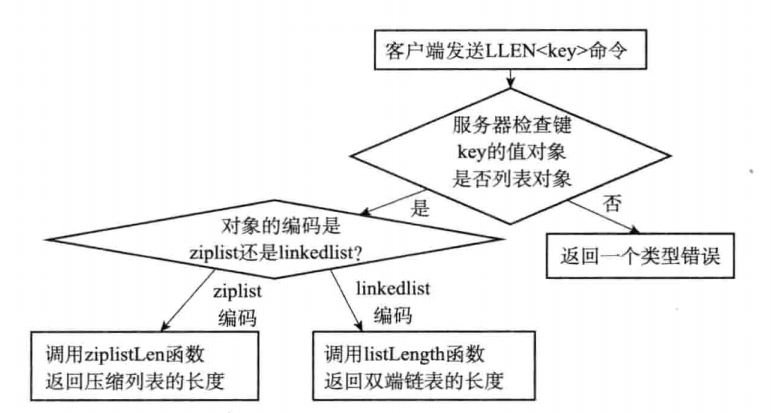 客户端发送LLEN<key>命令
服务器检查键
key的值对象
是否列表对象
是
否
对象的编码是
ziplist还是linkedlist?
返回一个类型错误
ziplist
编码
linkedlist
编码
调用ziplistLen函数
返回压缩列表的长度
调用listLength函数
返回双端链表的长度